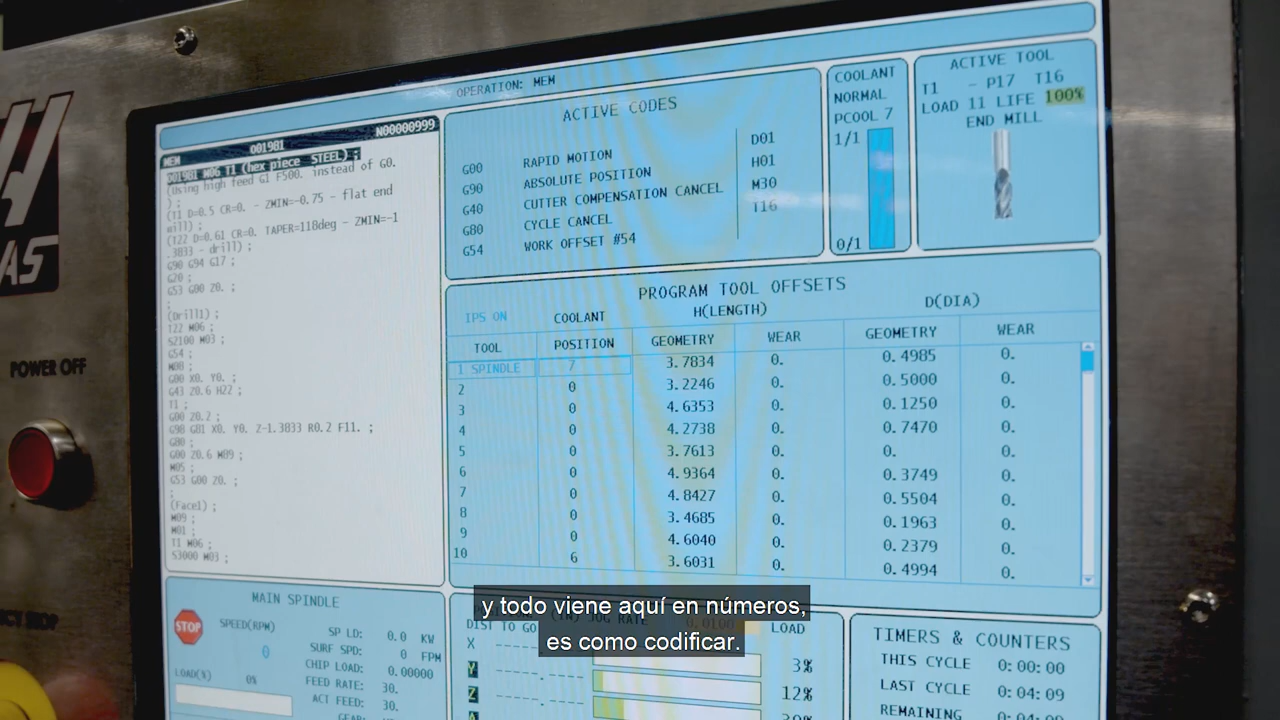 OPERATION: MEM
MEM O01981 N00000999
O01981 M06 T1 (hex piece STEEL) ;
(Using high feed G1 F500. instead of G0.
) ;
(T1 D=0.5 CR=0. - ZMIN=-0.75 - flat end
mill) ;
(T22 D=0.61 CR=0. TAPER=118deg - ZMIN=-1
.3833 - drill) ;
G90 G94 G17 ;
G20 ;
G53 G00 Z0. ;
;
(Drill1) ;
T22 M06 ;
S2100 M03 ;
G54 ;
M08 ;
G00 X0. Y0. ;
G43 Z0.6 H22 ;
T1 ;
G00 Z0.2 ;
G98 G81 X0. Y0. Z-1.3833 R0.2 F11. ;
G80 ;
G00 Z0.6 M09 ;
M05 ;
G53 G00 Z0. ;
;
(Face1) ;
M09 ;
M01 ;
T1 M06 ;
S3000 M03 ;
ACTIVE CODES
G00 RAPID MOTION D01
G90 ABSOLUTE POSITION H01
G40 CUTTER COMPENSATION CANCEL M30
G80 CYCLE CANCEL T16
G54 WORK OFFSET #54
COOLANT
NORMAL
PCOOL 7
1/1
0/1
ACTIVE TOOL
T1 - P17 T16
LOAD 11 LIFE 100%
END MILL
PROGRAM TOOL OFFSETS
IPS ON COOLANT H(LENGTH) D(DIA)
TOOL POSITION GEOMETRY WEAR GEOMETRY WEAR
1 SPINDLE 7 3.7834 0. 0.4985 0.
2 0 3.2246 0. 0.5000 0.
3 0 4.6353 0. 0.1250 0.
4 0 4.2738 0. 0.7470 0.
5 0 3.7613 0. 0. 0.
6 0 4.9364 0. 0.3749 0.
7 0 4.8427 0. 0.5504 0.
8 0 3.4685 0. 0.1963 0.
9 0 4.6040 0. 0.2379 0.
10 6 3.6031 0. 0.4994 0.
POWER OFF
MAIN SPINDLE
STOP
SPEED(RPM)
0
LOAD(%) 0%
SP LD: 0.0 KW
SURF SPD: 0 FPM
CHIP LOAD: 0.00000
FEED RATE: 30.
ACT FEED: 30.
GEAR:
DIST TO GO (IN) JOG RATE 0.0100 LOAD
X 3%
Y 12%
Z
TIMERS & COUNTERS
THIS CYCLE 0:00:00
LAST CYCLE 0:04:09
REMAINING 0:04:09
y todo viene aquí en números,
es como codificar.